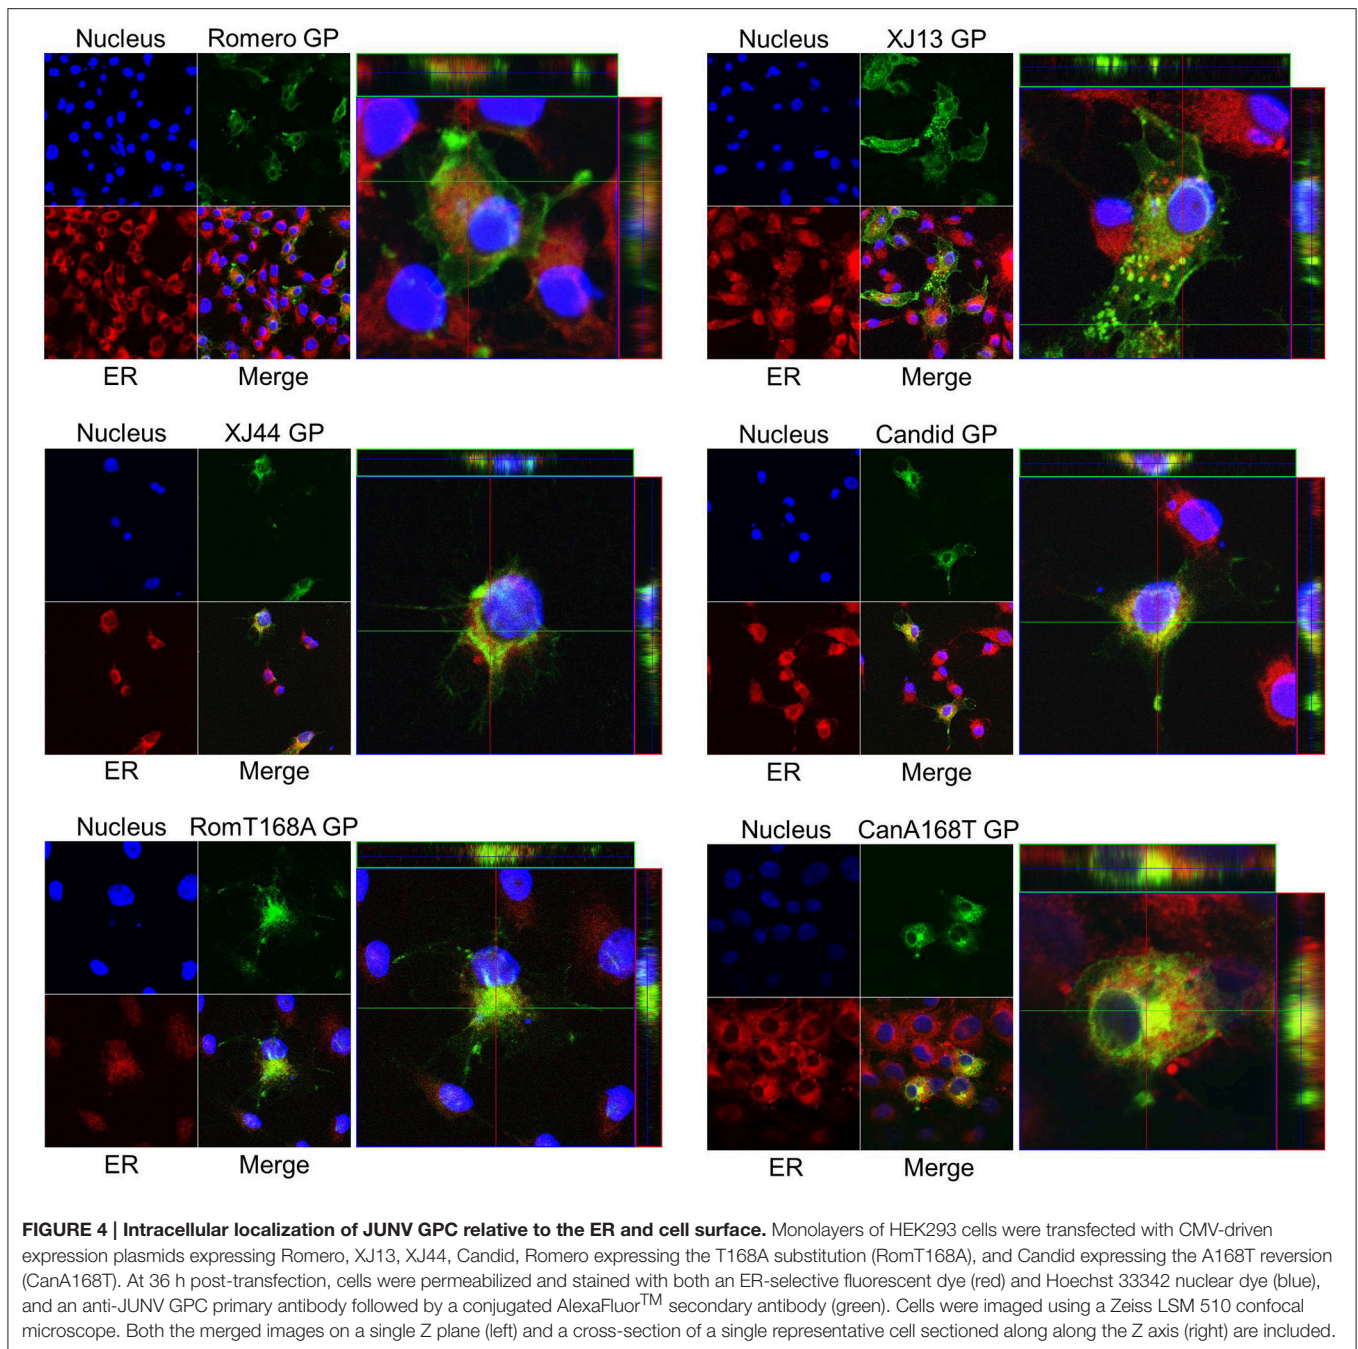 Nucleus Romero GP
ER Merge
Nucleus XJ13 GP
ER Merge
Nucleus XJ44 GP
ER Merge
Nucleus Candid GP
ER Merge
Nucleus RomT168A GP
ER Merge
Nucleus CanA168T GP
ER Merge
FIGURE 4 | Intracellular localization of JUNV GPC relative to the ER and cell surface. Monolayers of HEK293 cells were transfected with CMV-driven
expression plasmids expressing Romero, XJ13, XJ44, Candid, Romero expressing the T168A substitution (RomT168A), and Candid expressing the A168T reversion
(CanA168T). At 36 h post-transfection, cells were permeabilized and stained with both an ER-selective fluorescent dye (red) and Hoechst 33342 nuclear dye (blue),
and an anti-JUNV GPC primary antibody followed by a conjugated AlexaFluor™ secondary antibody (green). Cells were imaged using a Zeiss LSM 510 confocal
microscope. Both the merged images on a single Z plane (left) and a cross-section of a single representative cell sectioned along along the Z axis (right) are included.